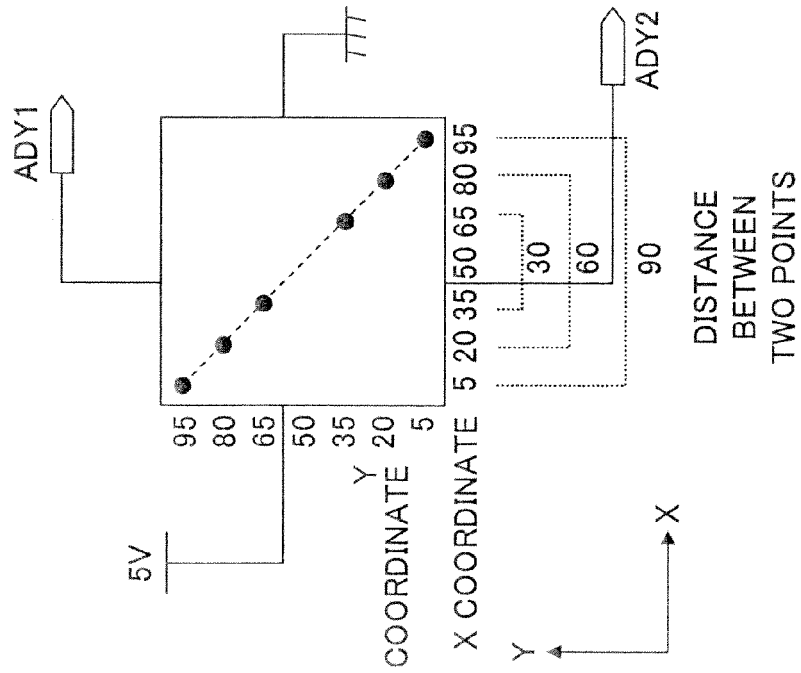 ADY1
5V
95
80
65
50
35
20
5
Y
COORDINATE
X COORDINATE
5 20 35 50 65 80 95
30
60
90
ADY2
DISTANCE
BETWEEN
TWO POINTS
Y
X